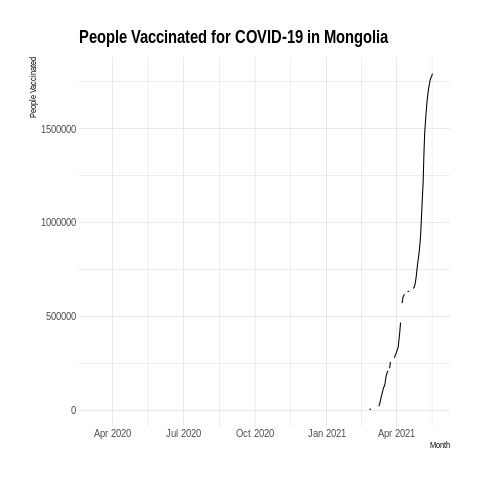 People Vaccinated for COVID-19 in Mongolia
People Vaccinated
1500000
1000000
500000
0
Apr 2020 Jul 2020 Oct 2020 Jan 2021 Apr 2021
Month